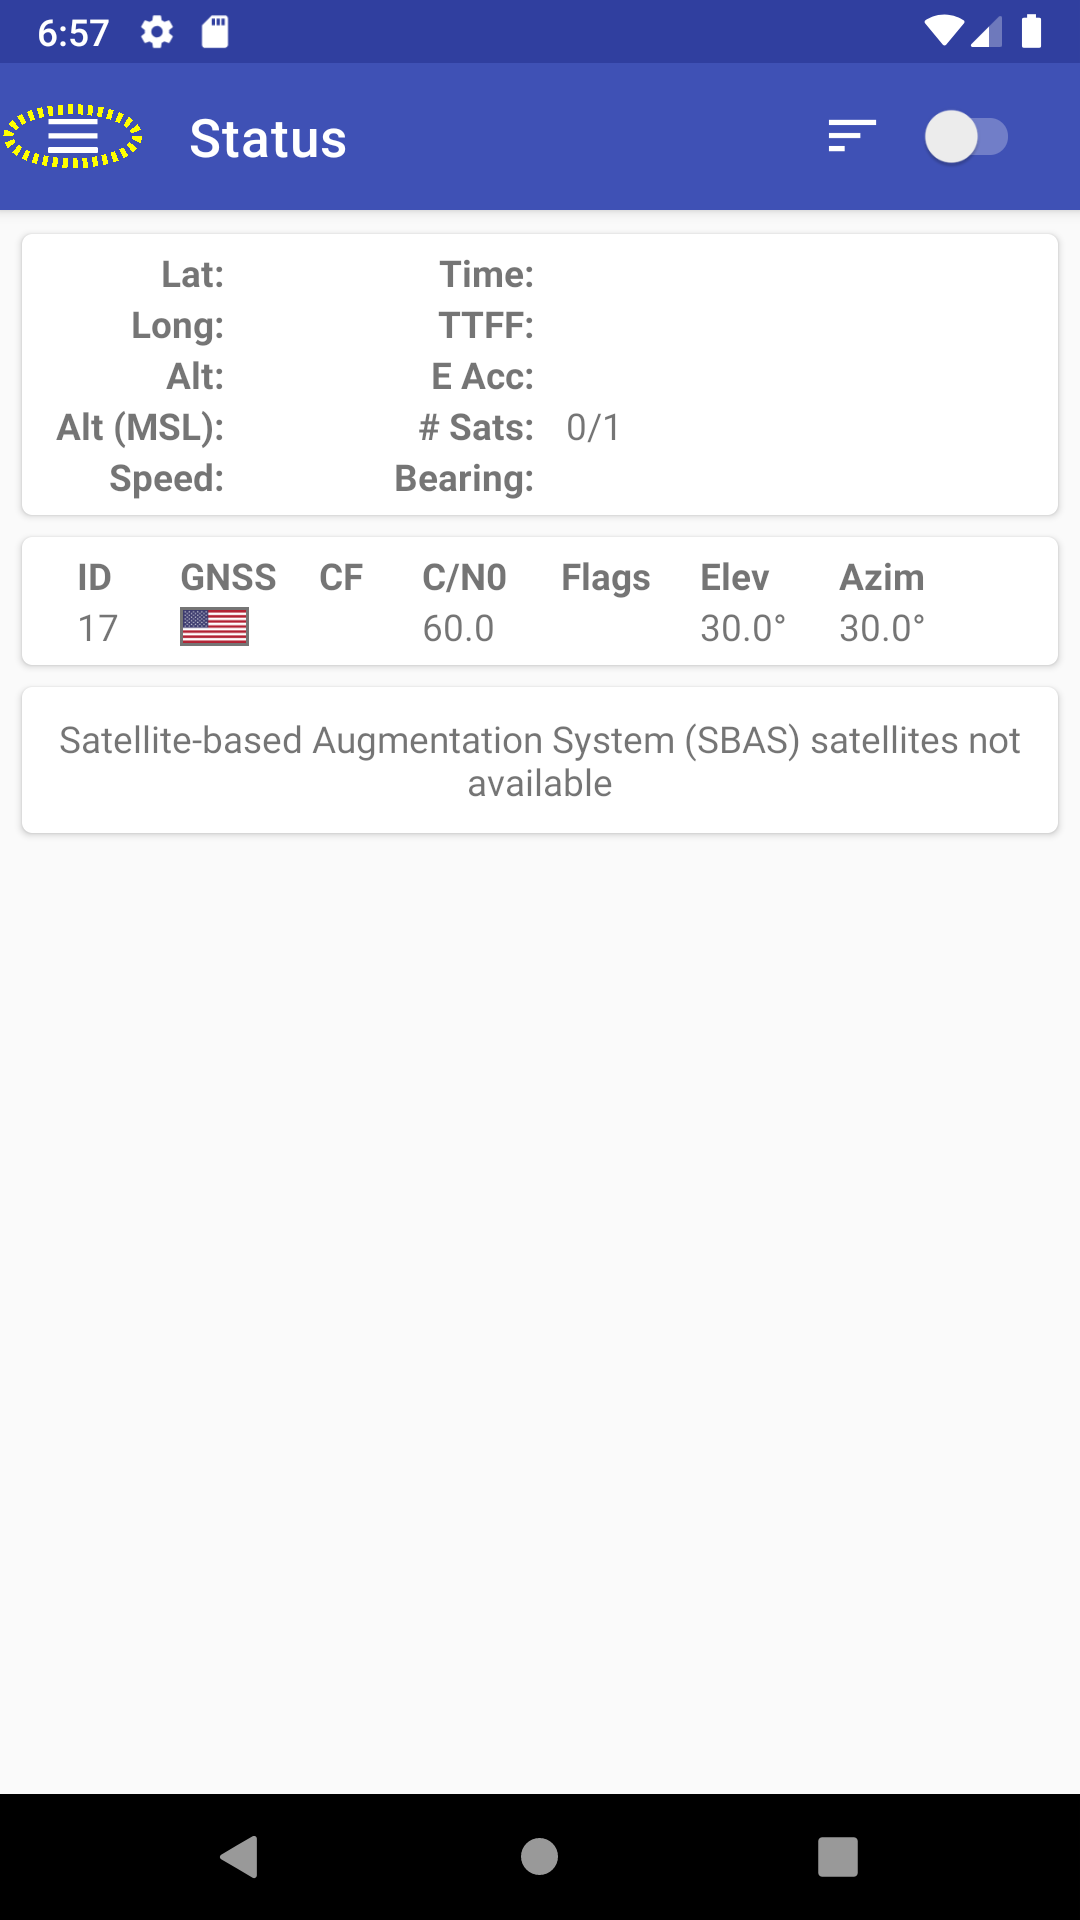 6:57
Status
Lat: Time:
Long: TTFF:
Alt: E Acc:
Alt (MSL): # Sats: 0/1
Speed: Bearing:
ID GNSS CF C/N0 Flags Elev Azim
17 60.0 30.0° 30.0°
Satellite-based Augmentation System (SBAS) satellites not
available